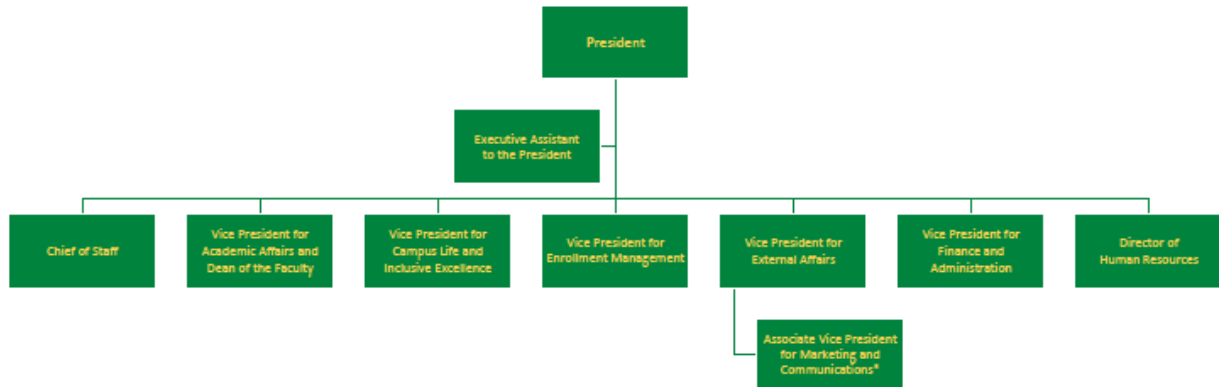 President
Executive Assistant
to the President
Chief of Staff
Vice President for
Academic Affairs and
Dean of the Faculty
Vice President for
Campus Life and
Inclusive Excellence
Vice President for
Enrollment Management
Vice President for
External Affairs
Vice President for
Finance and
Administration
Director of
Human Resources
Associate Vice President
for Marketing and
Communications*